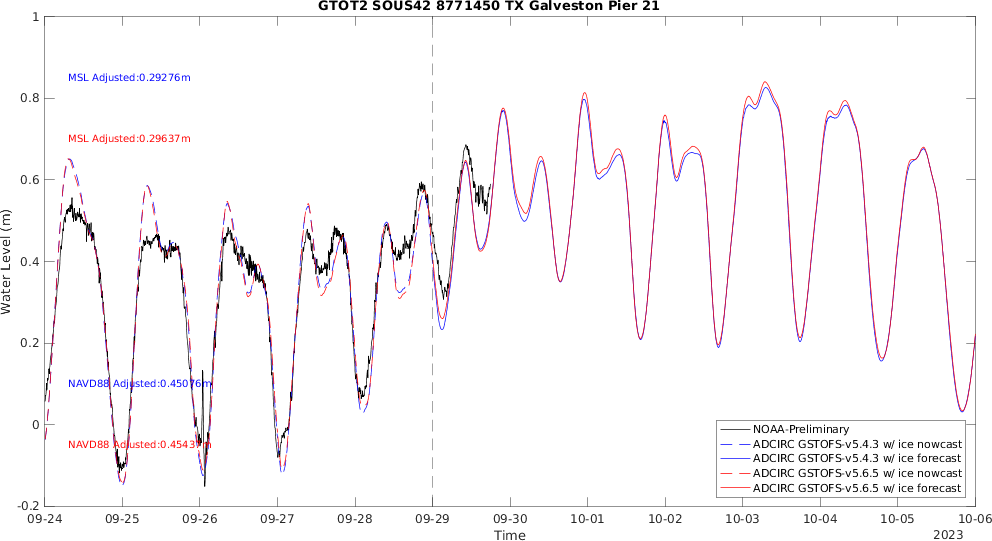 GTOT2 SOUS42 8771450 TX Galveston Pier 21
1
0.8
0.6
0.4
0.2
0
-0.2
Water Level (m)
MSL Adjusted:0.29276m
MSL Adjusted:0.29637m
NAVD88 Adjusted:0.45076m
NAVD88 Adjusted:0.45437m
NOAA-Preliminary
ADCIRC GSTOFS-v5.4.3 w/ ice nowcast
ADCIRC GSTOFS-v5.4.3 w/ ice forecast
ADCIRC GSTOFS-v5.6.5 w/ ice nowcast
ADCIRC GSTOFS-v5.6.5 w/ ice forecast
09-24 09-25 09-26 09-27 09-28 09-29 09-30 10-01 10-02 10-03 10-04 10-05 10-06
Time
2023